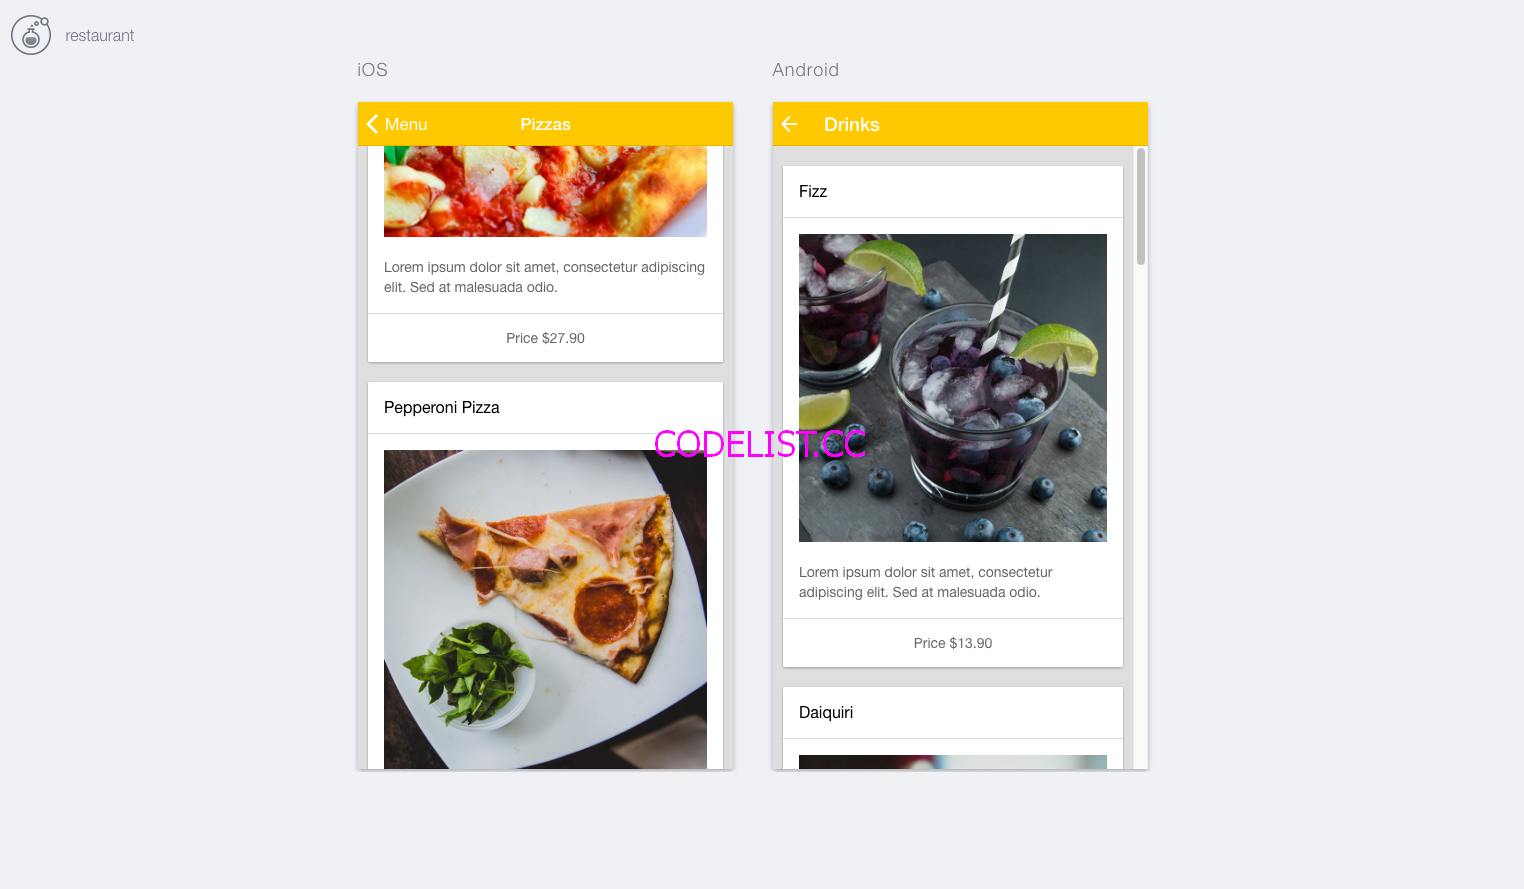 restaurant
iOS
Menu
Pizzas
Lorem ipsum dolor sit amet, consectetur adipiscing
elit. Sed at malesuada odio.
Price $27.90
Pepperoni Pizza
Android
Drinks
Fizz
Lorem ipsum dolor sit amet, consectetur
adipiscing elit. Sed at malesuada odio.
Price $13.90
Daiquiri
CODELIST.CC